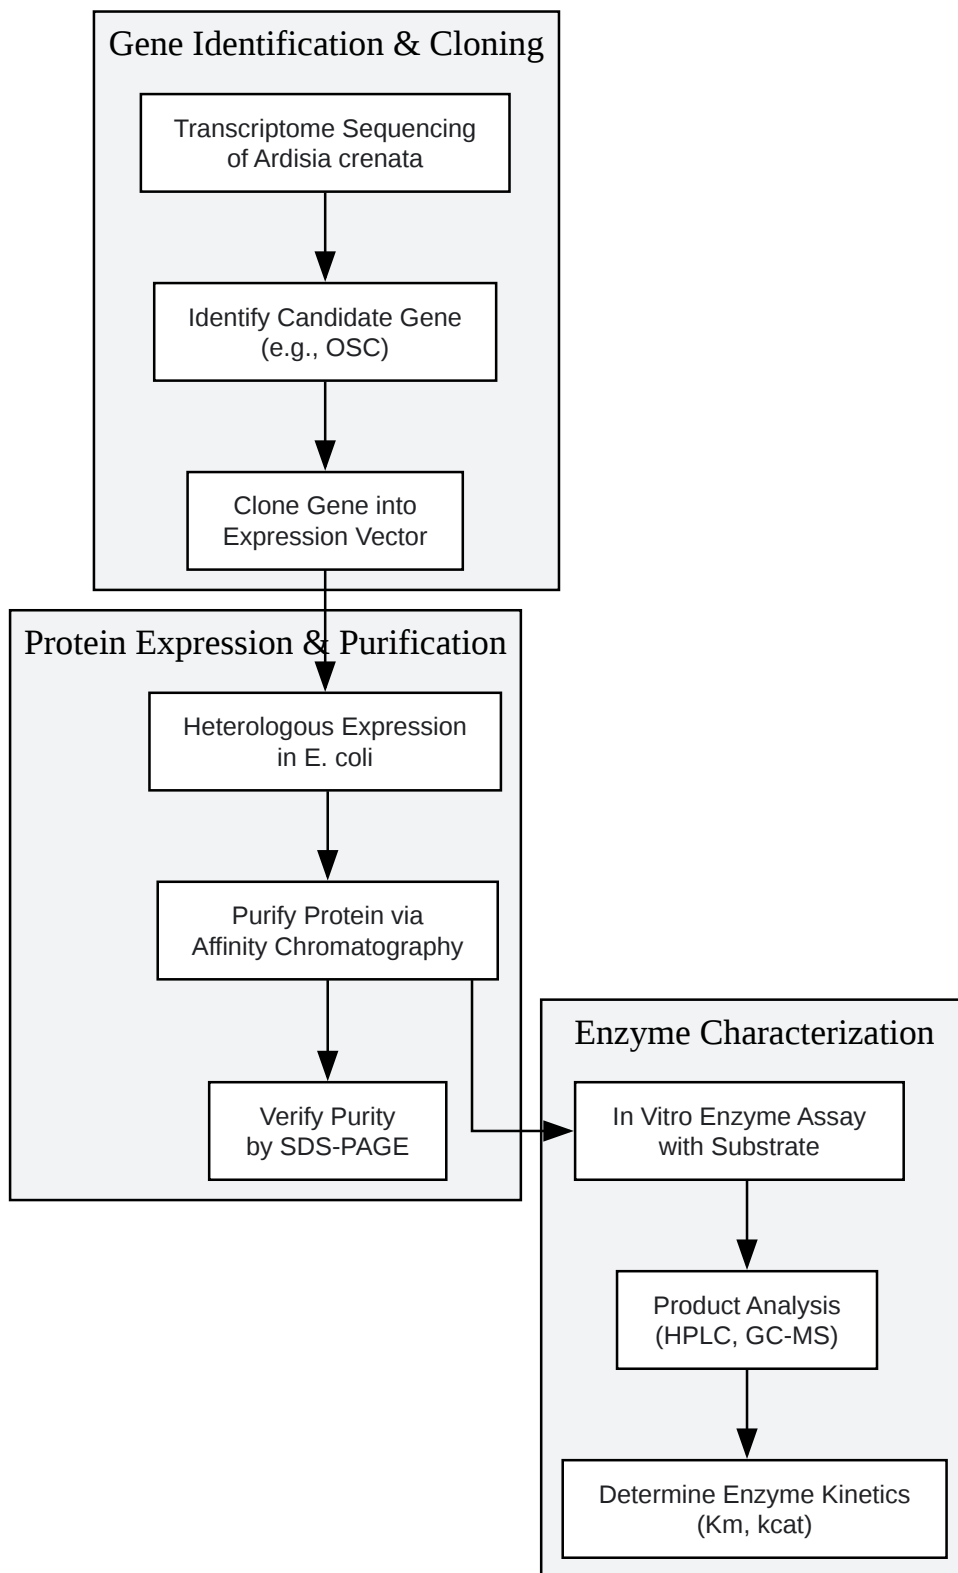 Gene Identification & Cloning
Transcriptome Sequencing
of Ardisia crenata
Identify Candidate Gene
(e.g., OSC)
Clone Gene into
Expression Vector
Protein Expression & Purification
Heterologous Expression
in E. coli
Purify Protein via
Affinity Chromatography
Verify Purity
by SDS-PAGE
Enzyme Characterization
In Vitro Enzyme Assay
with Substrate
Product Analysis
(HPLC, GC-MS)
Determine Enzyme Kinetics
(Km, kcat)